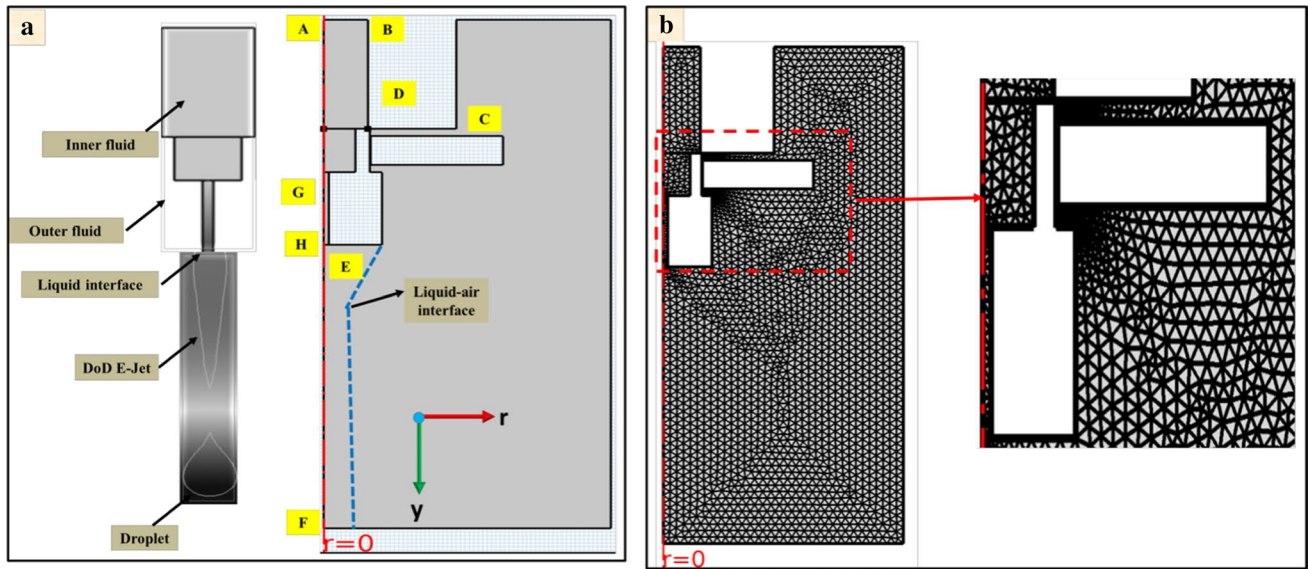 a
Inner fluid
Outer fluid
Liquid interface
DoD E-Jet
Droplet
A
B
D
C
G
H
E
Liquid-air
interface
r
y
F
r=0
b
r=0